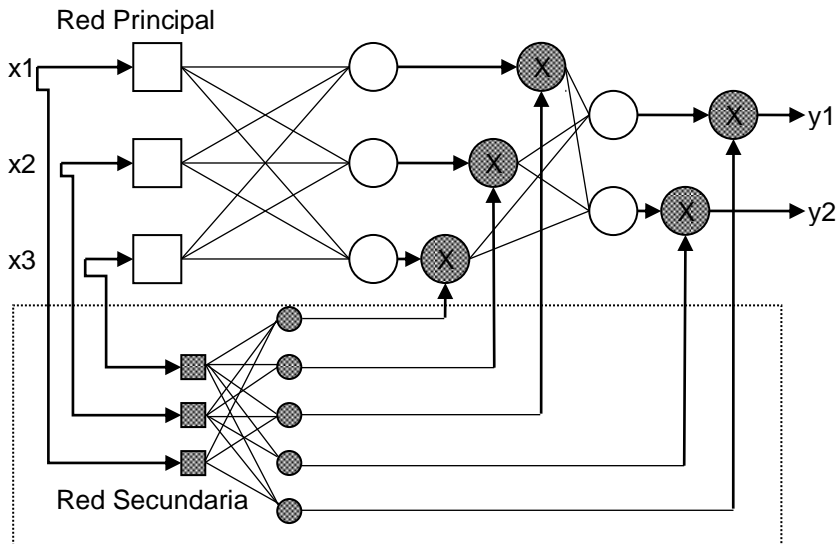 Red Principal
x1
X
X
y1
x2
X
X
y2
x3
X
Red Secundaria